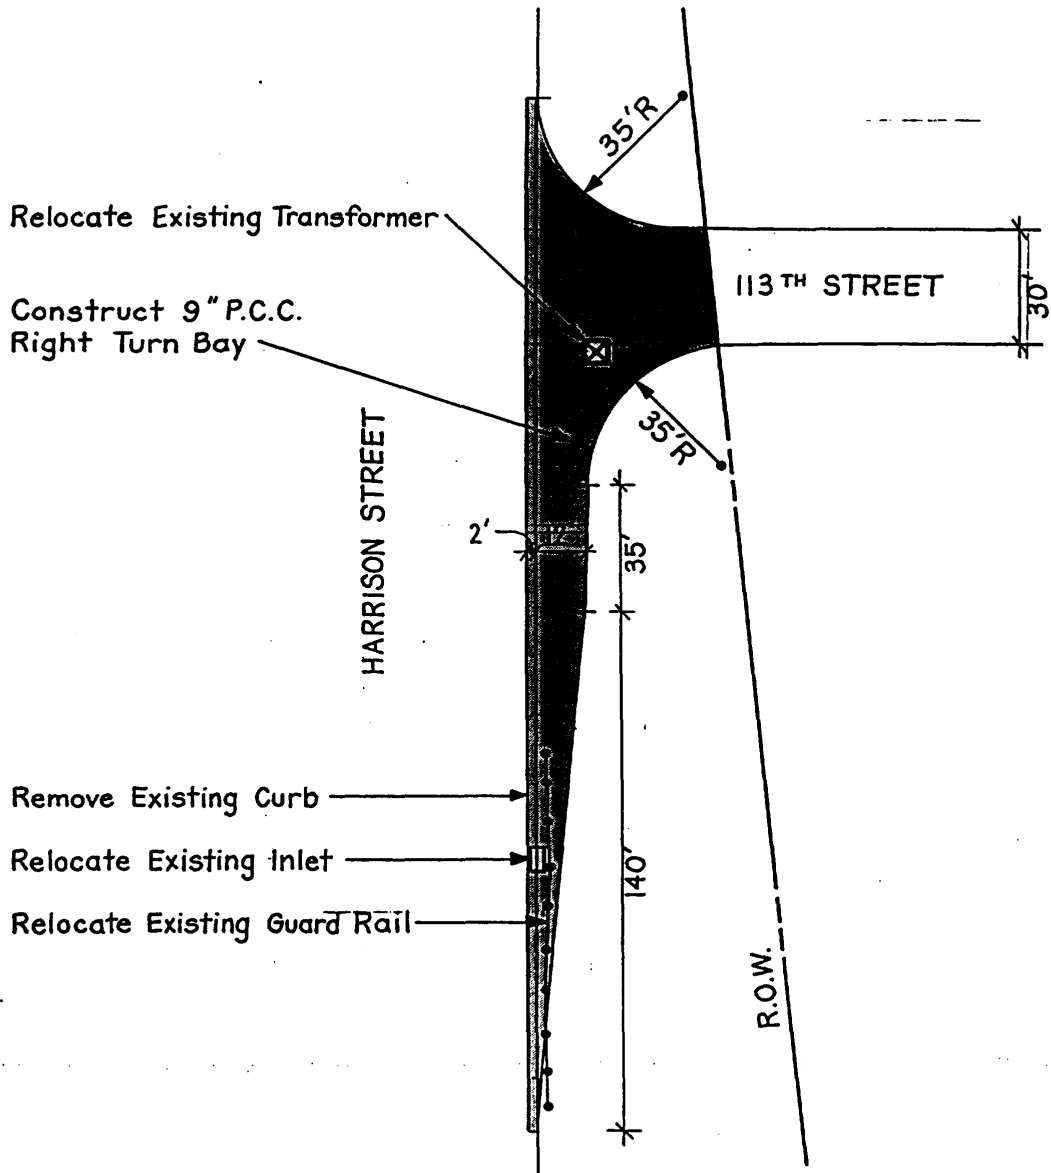 35'R
Relocate Existing Transformer
113TH STREET
30'
Construct 9" P.C.C.
Right Turn Bay
35'R
HARRISON STREET
2'
12
35'
Remove Existing Curb
Relocate Existing Inlet
140'
Relocate Existing Guard Rail
R.O.W.